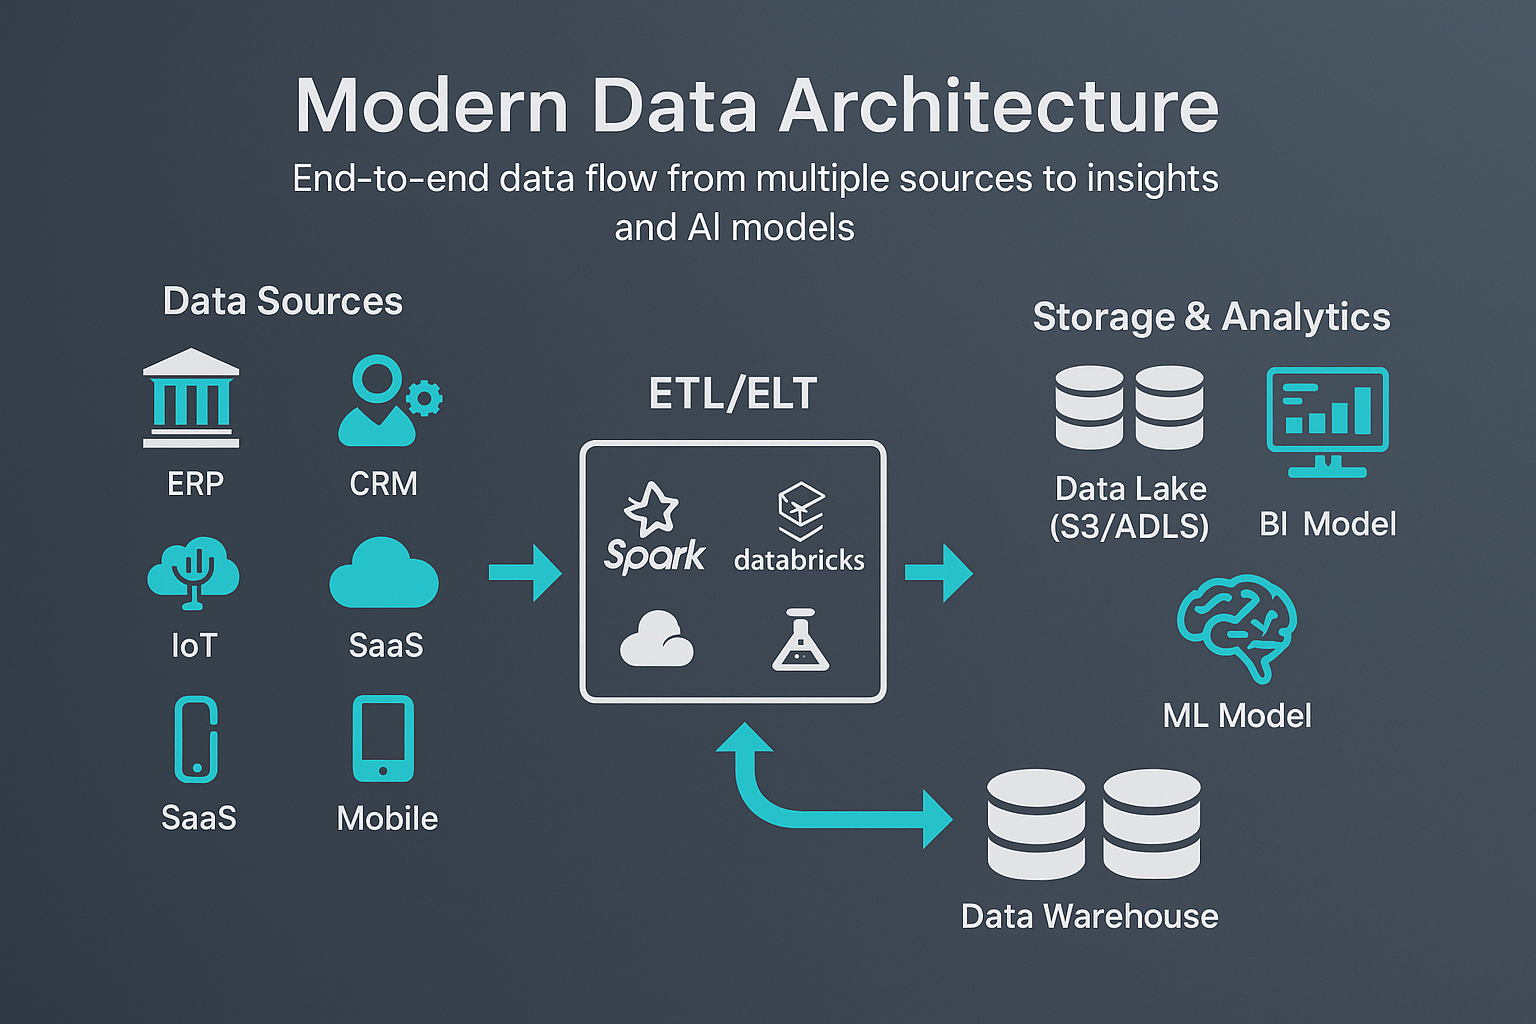 Modern Data Architecture
End-to-end data flow from multiple sources to insights
and AI models
Data Sources
ERP
CRM
IoT
SaaS
SaaS
Mobile
ETL/ELT
Spark
databricks
Storage & Analytics
Data Lake
(S3/ADLS)
BI Model
ML Model
Data Warehouse